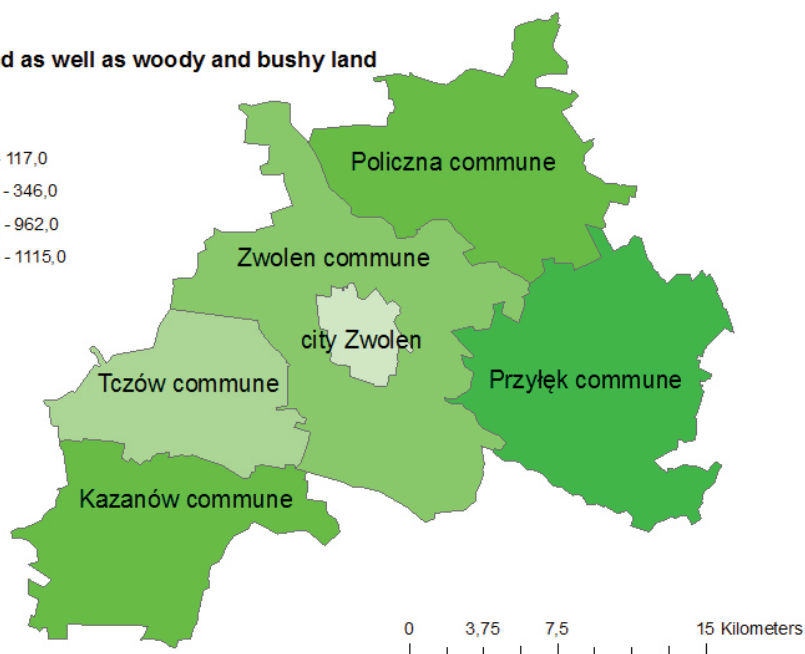 d as well as woody and bushy land
117,0
- 346,0
- 962,0
- 1115,0
Policzna commune
Zwolen commune
city Zwolen
Tczów commune
Przyłęk commune
Kazanów commune
0 3,75 7,5 15 Kilometers